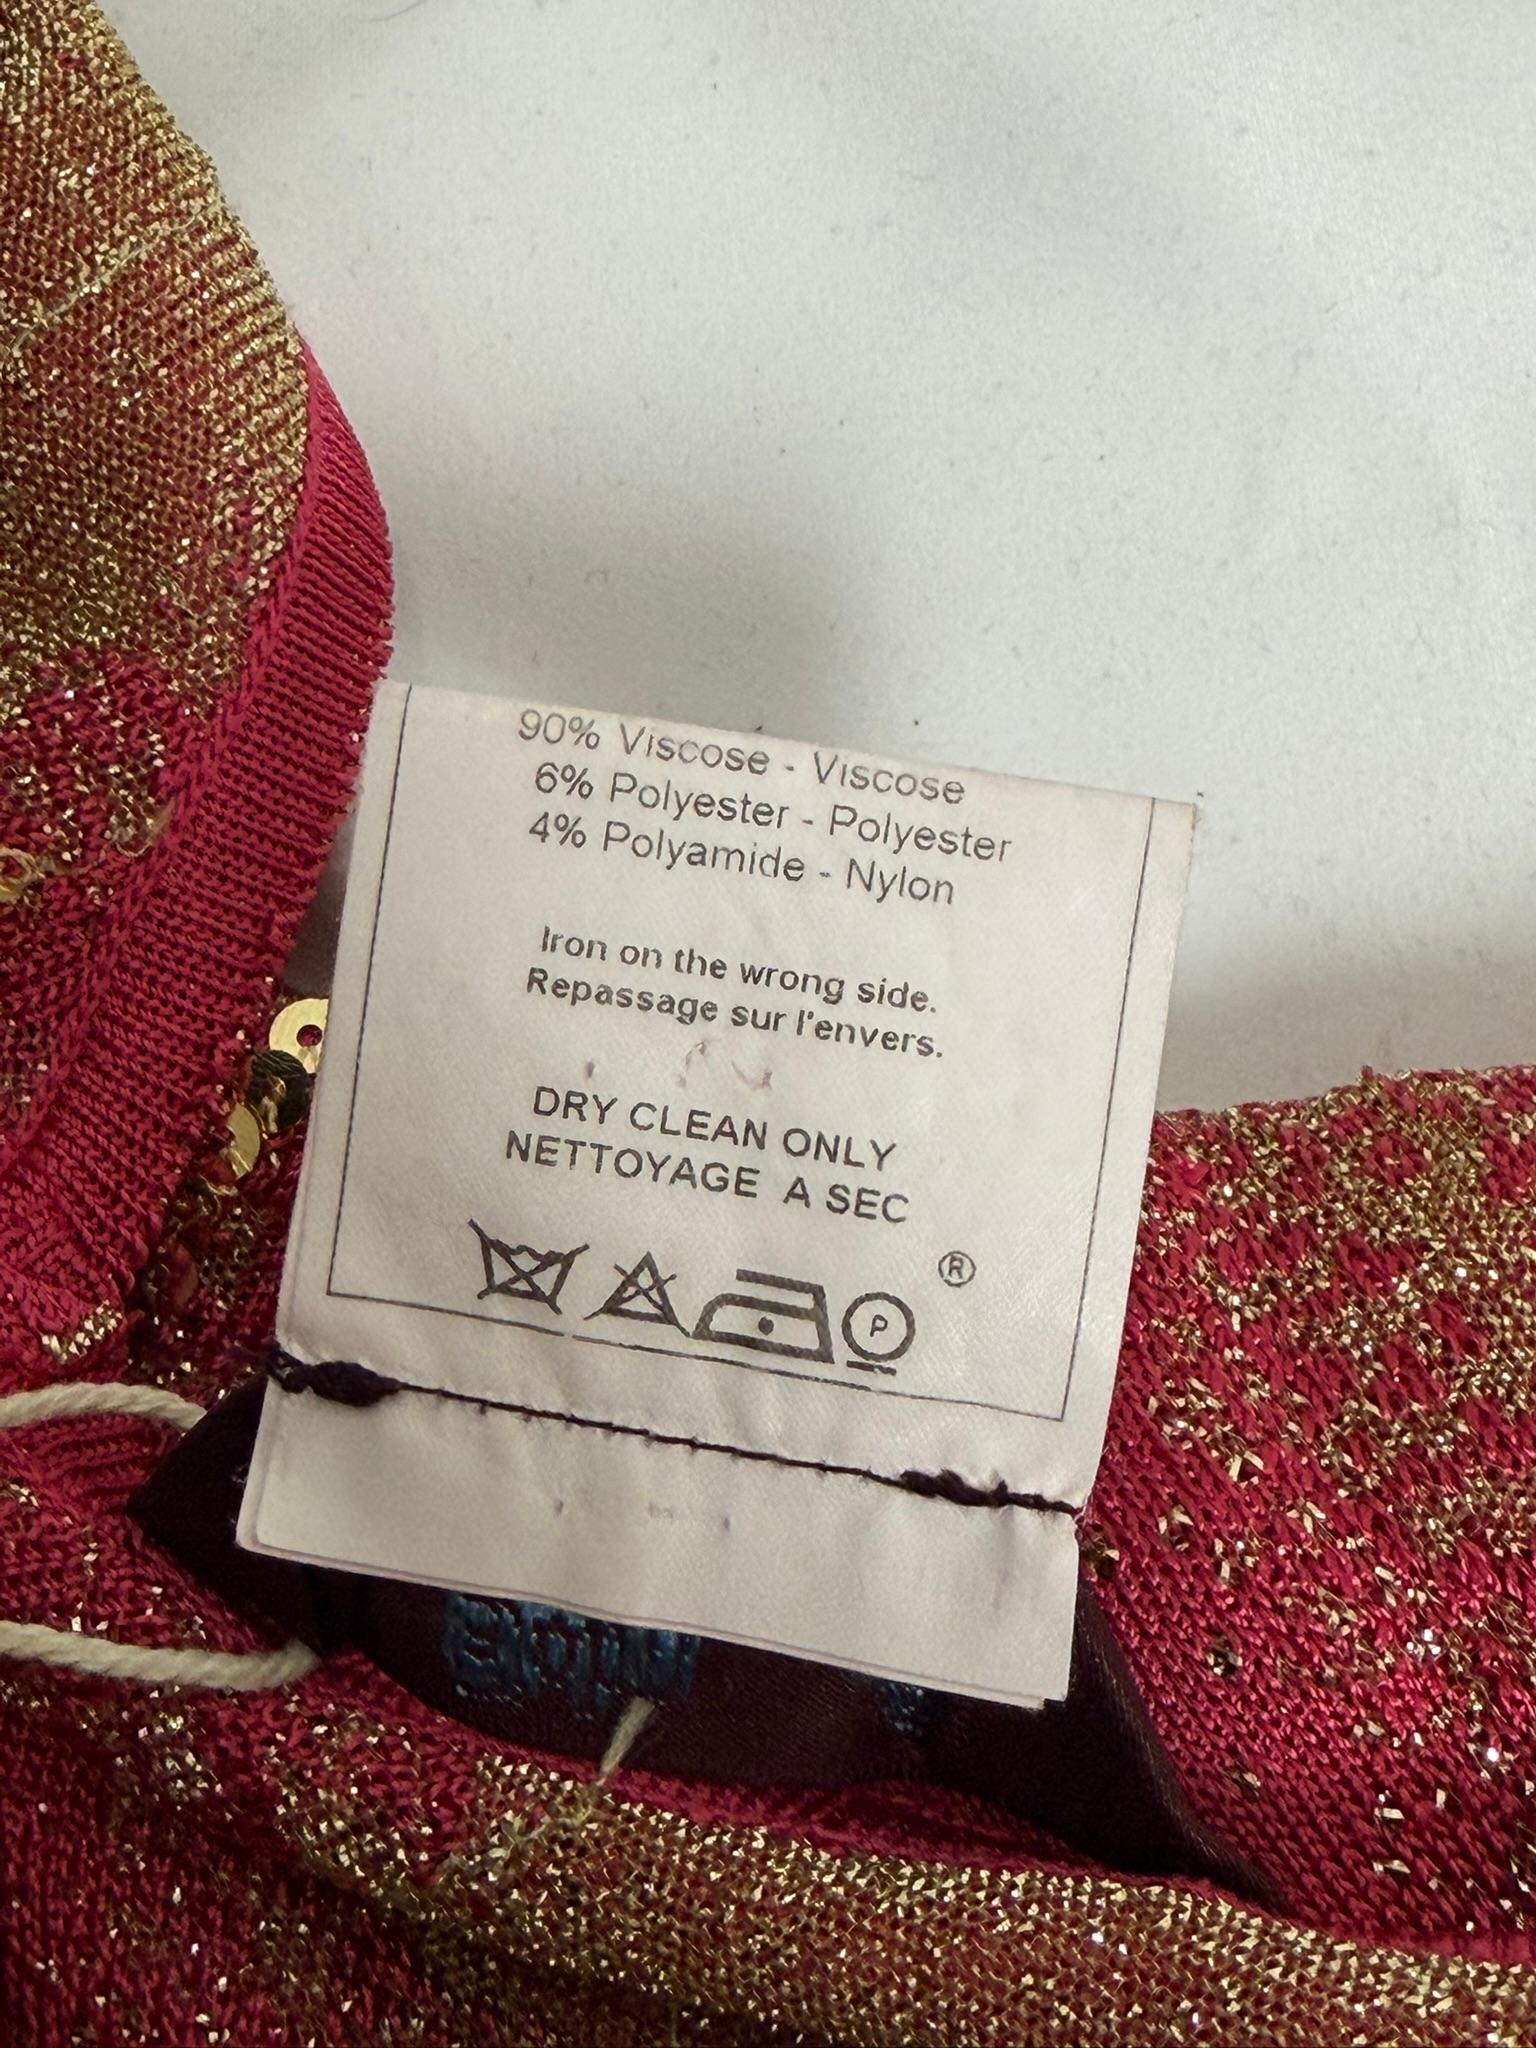 90% Viscose - Viscose
6% Polyester - Polyester
4% Polyamide - Nylon
Iron on the wrong side.
Repassage sur l'envers.
DRY CLEAN ONLY
NETTOYAGE A SEC
®
P